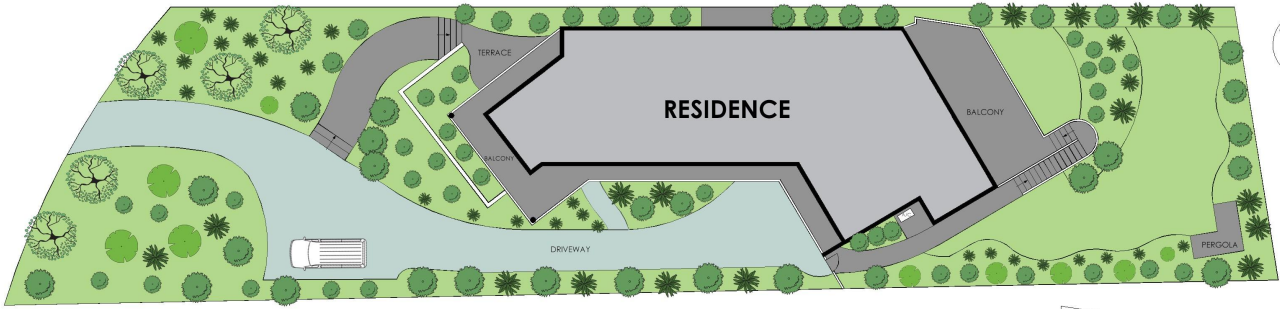 TERRACE
RESIDENCE
BALCONY
BALCONY
DRIVEWAY
PERGOLA